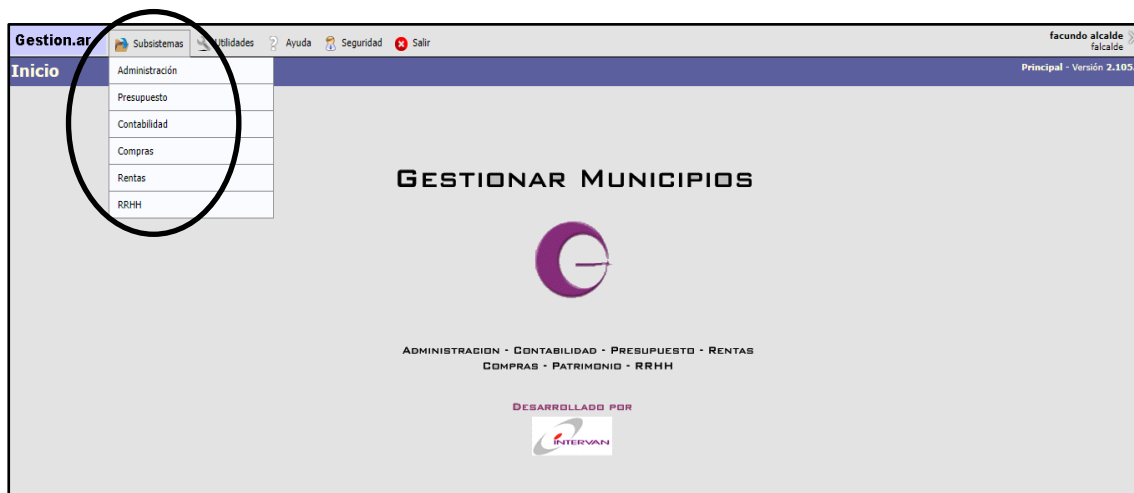 Gestion.ar Subsistemas Utilidades Ayuda Seguridad Salir facundo alcalde
falcalde
Inicio Principal - Versión 2.105.
Administración
Presupuesto
Contabilidad
Compras
Rentas
RRHH
GESTIONAR MUNICIPIOS
ADMINISTRACION - CONTABILIDAD - PRESUPUESTO - RENTAS
COMPRAS - PATRIMONIO - RRHH
DESARROLLADO POR
INTERVAN